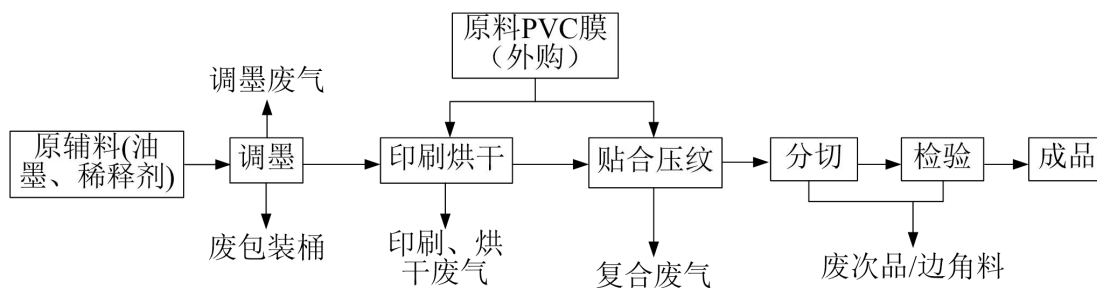 原料PVC膜
（外购）
调墨废气
原辅料(油
墨、稀释剂)
调墨
印刷烘干
贴合压纹
分切
检验
成品
废包装桶
印刷、烘
干废气
复合废气
废次品/边角料